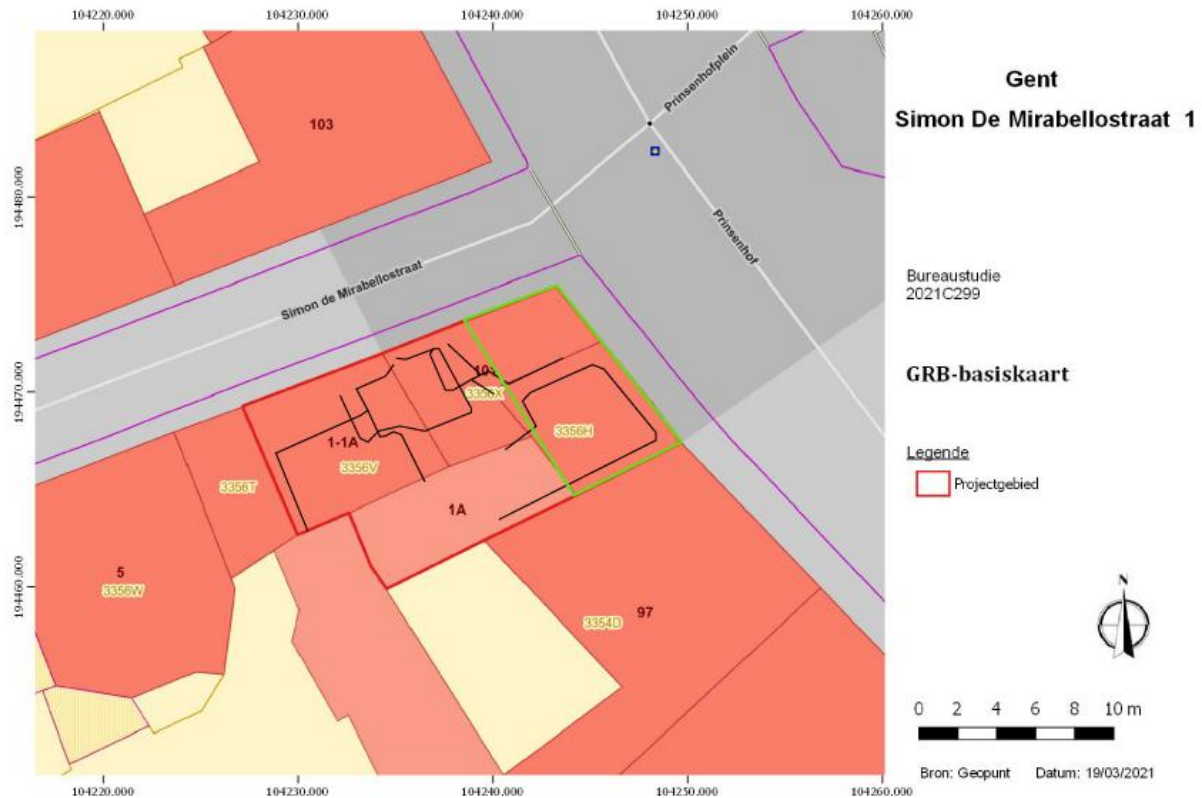 104220.000 104230.000 104240.000 104250.000 104260.000
Gent
Simon De Mirabellostraat 1
103
Prinsenhofplein
194480.000
Prinsenhof
Simon de Mirabellostraat
Bureaustudie
2021C299
GRB-basiskaart
194470.000
3356X
3356H
1-1A
3356V
3356T
Legende
Projectgebied
1A
5
3356W
194460.000
97
3354D
N
0 2 4 6 8 10 m
Bron: Geopunt Datum: 19/03/2021
104220.000 104230.000 104240.000 104250.000 104260.000